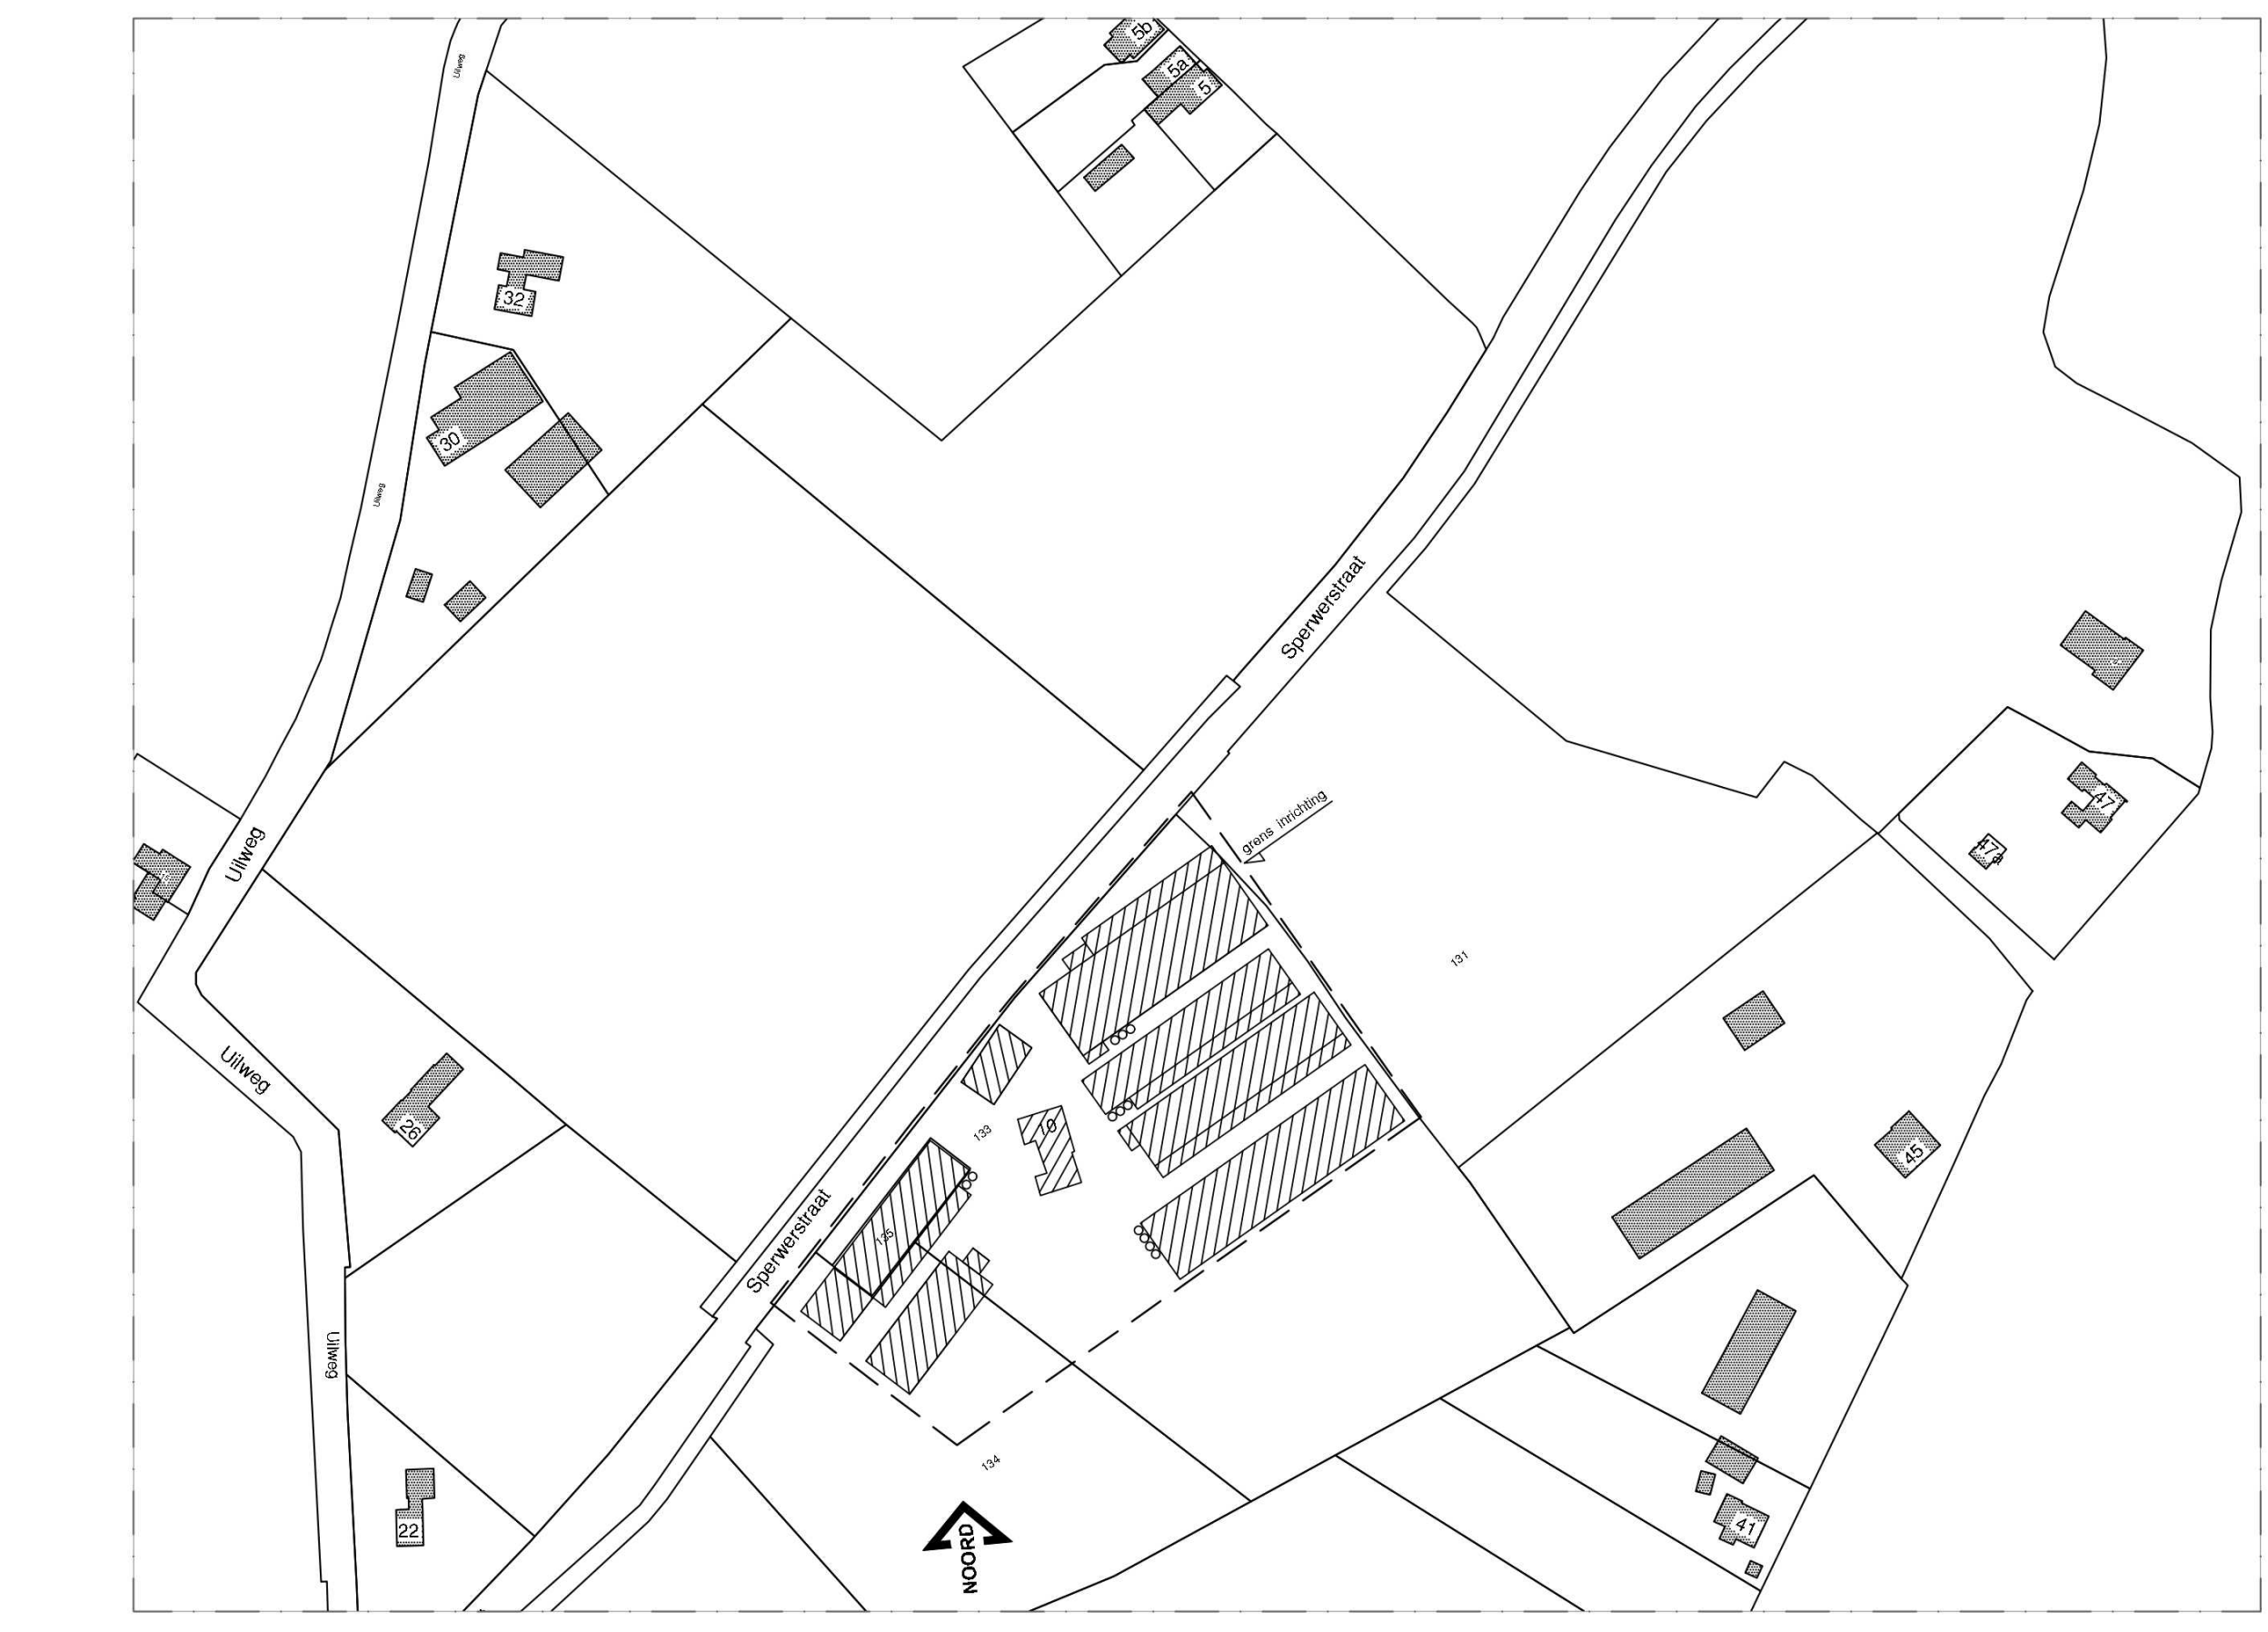 Uilweg
5b
5a
5
32
30
Uilweg
Sperwerstraat
47
47a
grens inrichting
Uilweg
131
Uilweg
26
133
10
45
135
Sperwerstraat
Uilweg
134
22
41
NOORD